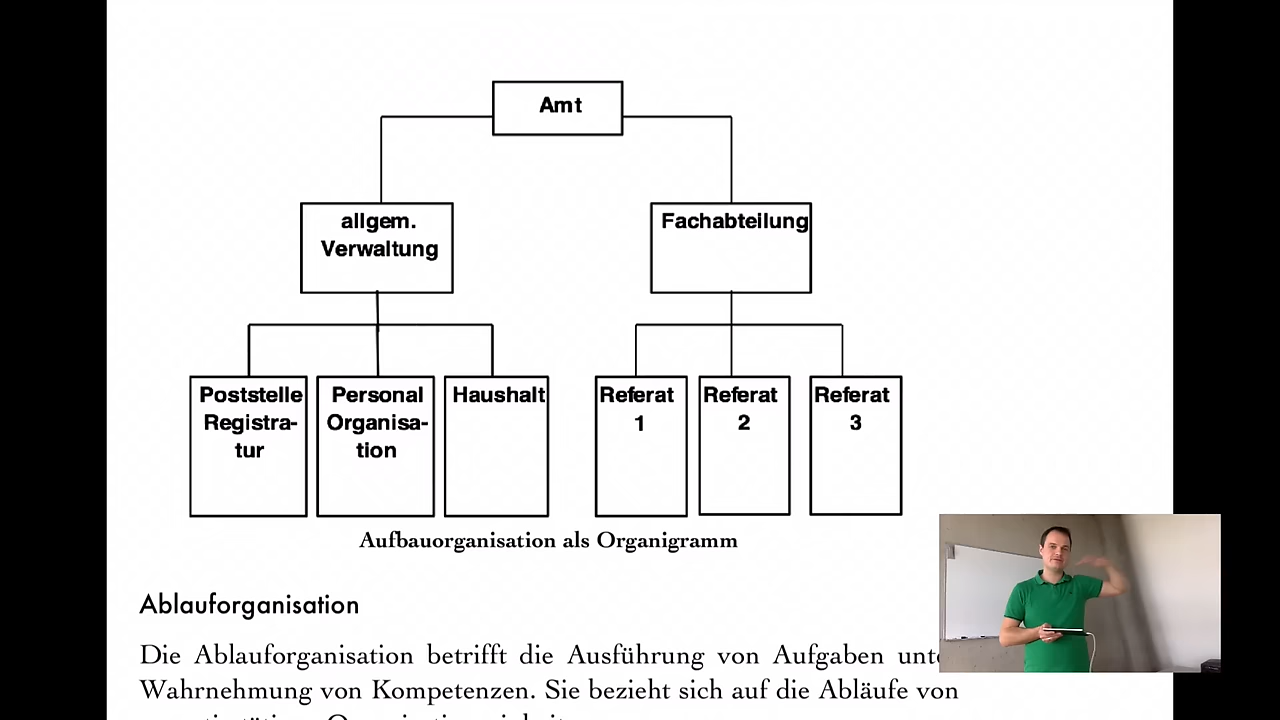 Amt
allgem.
Verwaltung
Fachabteilung
Poststelle
Registra-
tur
Personal
Organisa-
tion
Haushalt
Referat
1
Referat
2
Referat
3
Aufbauorganisation als Organigramm
Ablauforganisation
Die Ablauforganisation betrifft die Ausführung von Aufgaben
Wahrnehmung von Kompetenzen. Sie bezieht sich auf die Abläufe von